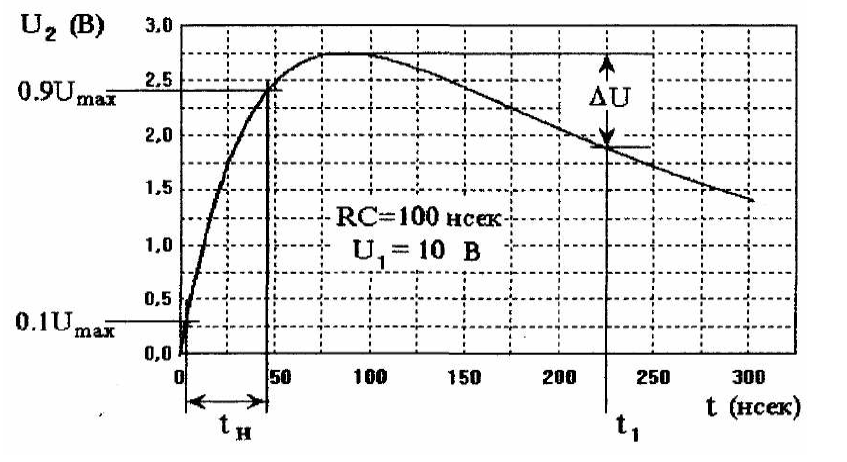 U₂ (В)
3,0
2,5
0.9Umax
2,0
1,5
1,0
0,5
0.1Umax
0,0
ΔU
RC=100 нсек
U₁ = 10 В
0 50 100 150 200 250 300
t (нсек)
tн
t₁